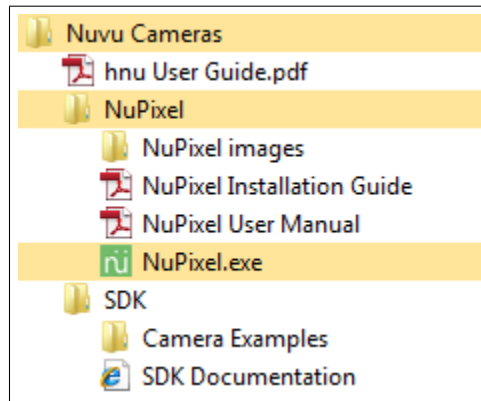 Nuvu Cameras
hnu User Guide.pdf
NuPixel
NuPixel images
NuPixel Installation Guide
NuPixel User Manual
nü NuPixel.exe
SDK
Camera Examples
SDK Documentation